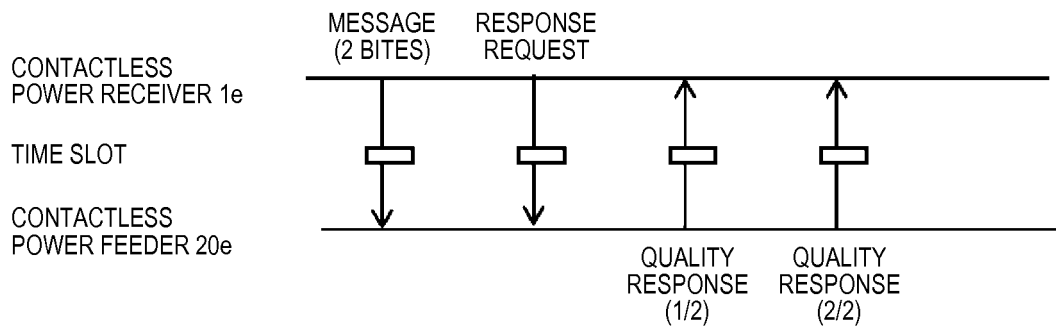 MESSAGE
(2 BITES)
RESPONSE
REQUEST
CONTACTLESS
POWER RECEIVER 1e
TIME SLOT
CONTACTLESS
POWER FEEDER 20e
QUALITY
RESPONSE
(1/2)
QUALITY
RESPONSE
(2/2)